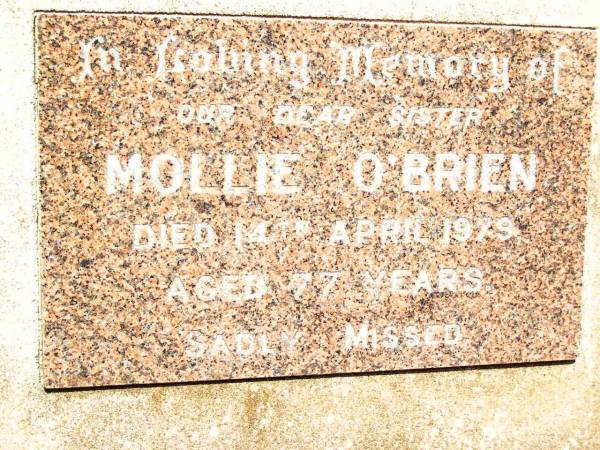 In Loving Memory of
OUR DEAR SISTER
MOLLIE O'BRIEN
DIED 14TH APRIL 1979.
AGED 77 YEARS.
SADLY MISSED.